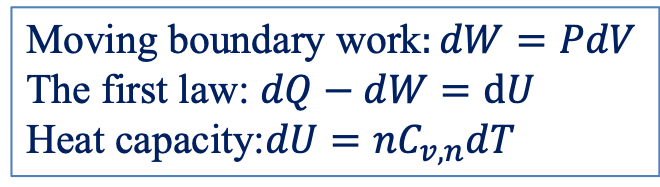 Moving boundary work: dW = PdV
The first law: dQ − dW = dU
Heat capacity:dU = nC_{v,n}dT